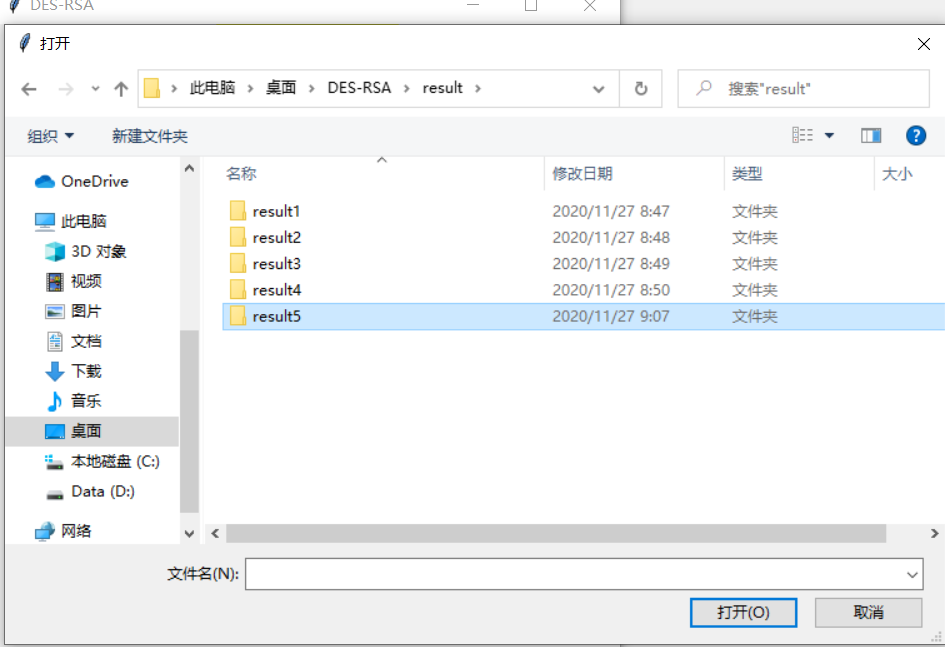 DES-RSA
打开
此电脑 桌面 DES-RSA result
搜索"result"
组织 新建文件夹
名称 修改日期 类型 大小
OneDrive
此电脑
3D 对象
视频
图片
文档
下载
音乐
桌面
本地磁盘 (C:)
Data (D:)
网络
result1 2020/11/27 8:47 文件夹
result2 2020/11/27 8:48 文件夹
result3 2020/11/27 8:49 文件夹
result4 2020/11/27 8:50 文件夹
result5 2020/11/27 9:07 文件夹
文件名(N):
打开(O) 取消